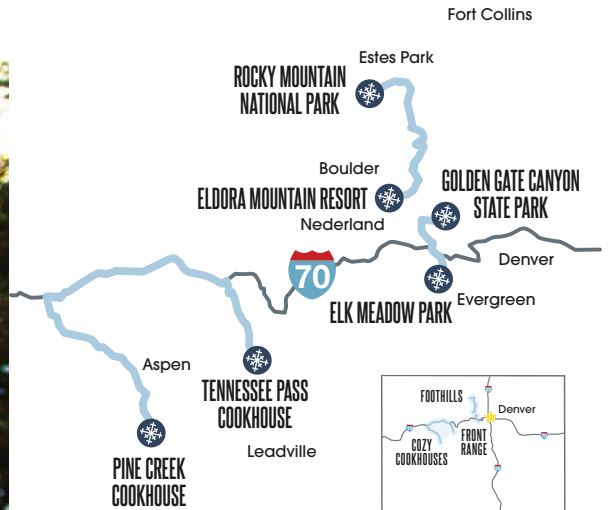 Fort Collins
Estes Park
ROCKY MOUNTAIN
NATIONAL PARK
Boulder
ELDORA MOUNTAIN RESORT
Nederland
GOLDEN GATE CANYON
STATE PARK
70
Denver
ELK MEADOW PARK
Evergreen
Aspen
TENNESSEE PASS
COOKHOUSE
Leadville
PINE CREEK
COOKHOUSE
FOOTHILLS
Denver
COZY
COOKHOUSES
FRONT
RANGE